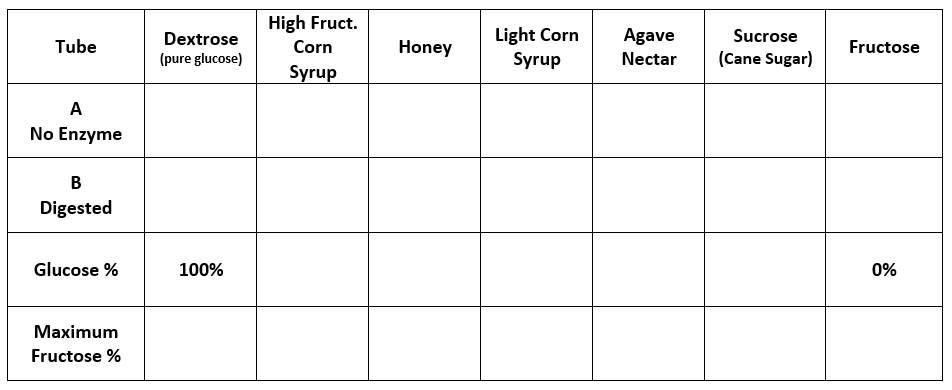 Tube
Dextrose
(pure glucose)
High Fruct.
Corn
Syrup
Honey
Light Corn
Syrup
Agave
Nectar
Sucrose
(Cane Sugar)
Fructose
A
No Enzyme
B
Digested
Glucose %
100%
0%
Maximum
Fructose %